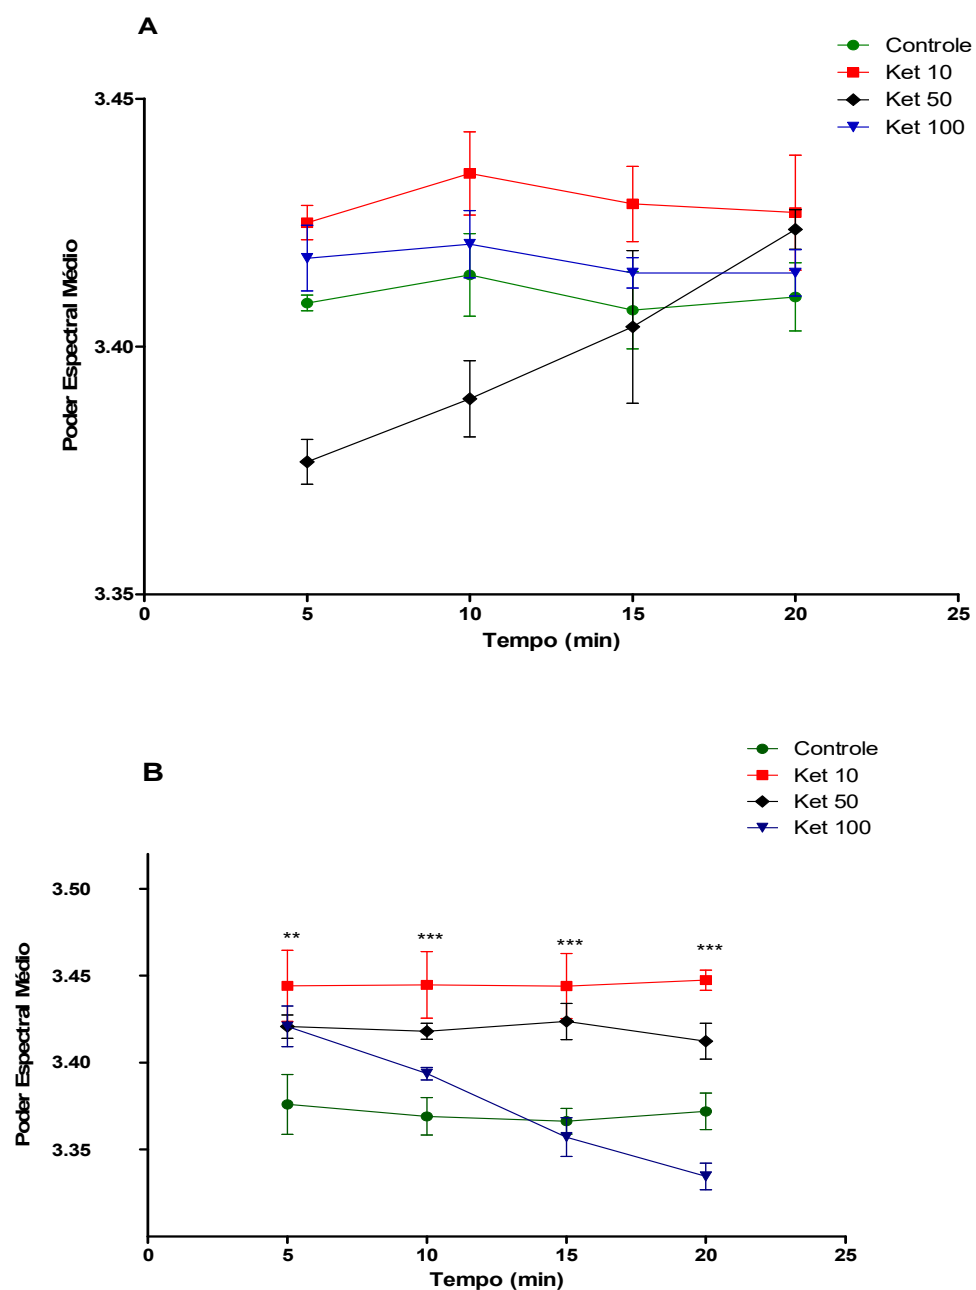 A
Controle
Ket 10
Ket 50
Ket 100
3.45
3.40
3.35
Poder Espectral Médio
0 5 10 15 20 25
Tempo (min)
B
Controle
Ket 10
Ket 50
Ket 100
3.50
3.45
3.40
3.35
Poder Espectral Médio
** *** *** ***
0 5 10 15 20 25
Tempo (min)